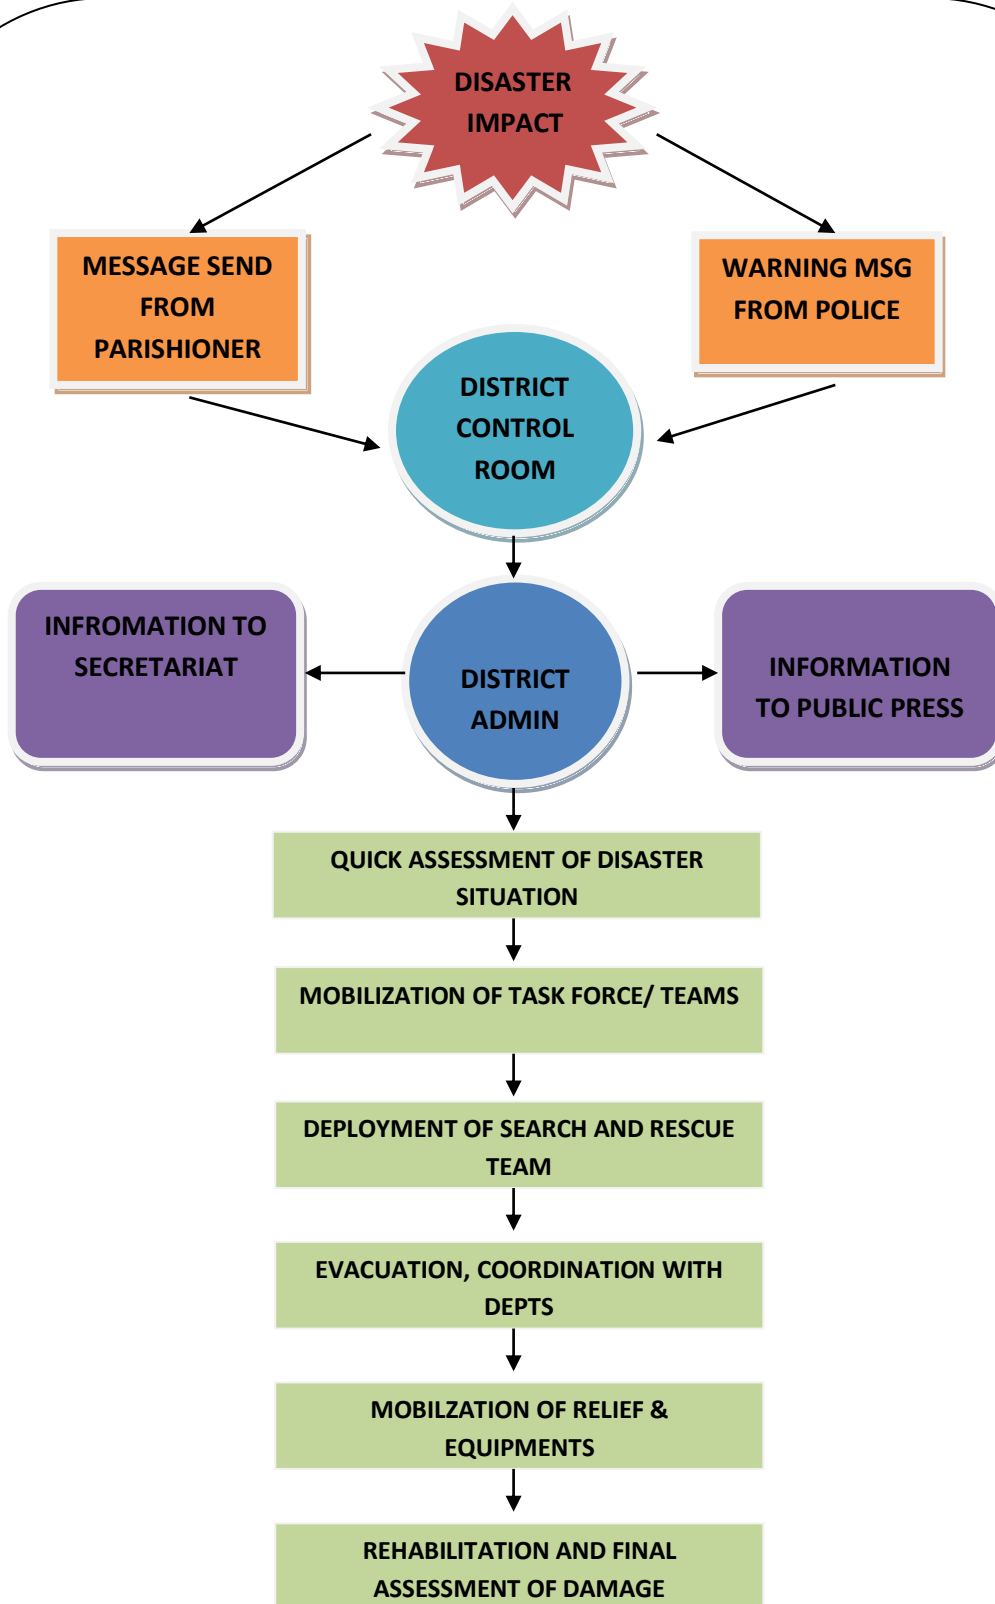 DISASTER
IMPACT
MESSAGE SEND
FROM
PARISHIONER
WARNING MSG
FROM POLICE
DISTRICT
CONTROL
ROOM
INFROMATION TO
SECRETARIAT
DISTRICT
ADMIN
INFORMATION
TO PUBLIC PRESS
QUICK ASSESSMENT OF DISASTER
SITUATION
MOBILIZATION OF TASK FORCE/ TEAMS
DEPLOYMENT OF SEARCH AND RESCUE
TEAM
EVACUATION, COORDINATION WITH
DEPTS
MOBILZATION OF RELIEF &
EQUIPMENTS
REHABILITATION AND FINAL
ASSESSMENT OF DAMAGE